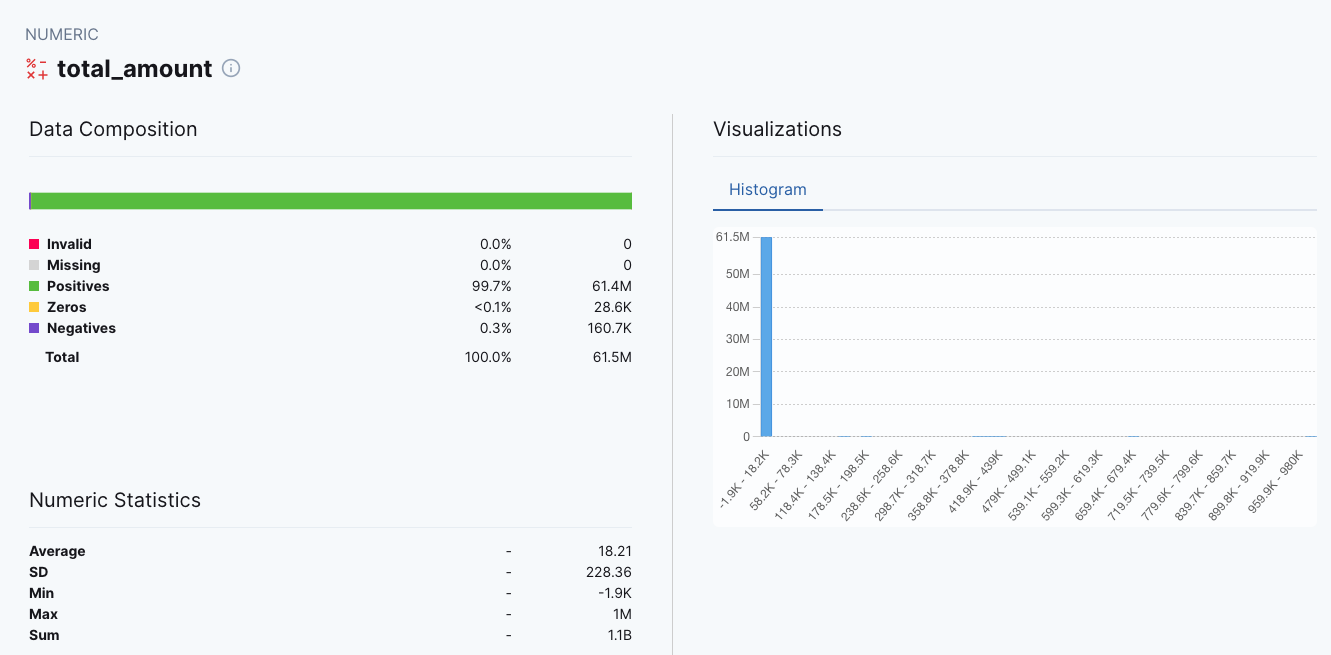 NUMERIC
total_amount
Data Composition
Invalid 0.0% 0
Missing 0.0% 0
Positives 99.7% 61.4M
Zeros <0.1% 28.6K
Negatives 0.3% 160.7K
Total 100.0% 61.5M
Numeric Statistics
Average - 18.21
SD - 228.36
Min - -1.9K
Max - 1M
Sum - 1.1B
Visualizations
Histogram
61.5M
50M
40M
30M
20M
10M
0
-1.9K - 18.2K
58.2K - 78.3K
118.4K - 138.4K
178.5K - 198.5K
238.6K - 258.6K
298.7K - 318.7K
358.8K - 378.8K
418.9K - 439K
479K - 499.1K
539.1K - 559.2K
599.3K - 619.3K
659.4K - 679.4K
719.5K - 739.5K
779.6K - 799.6K
839.7K - 859.7K
899.8K - 919.9K
959.9K - 980K